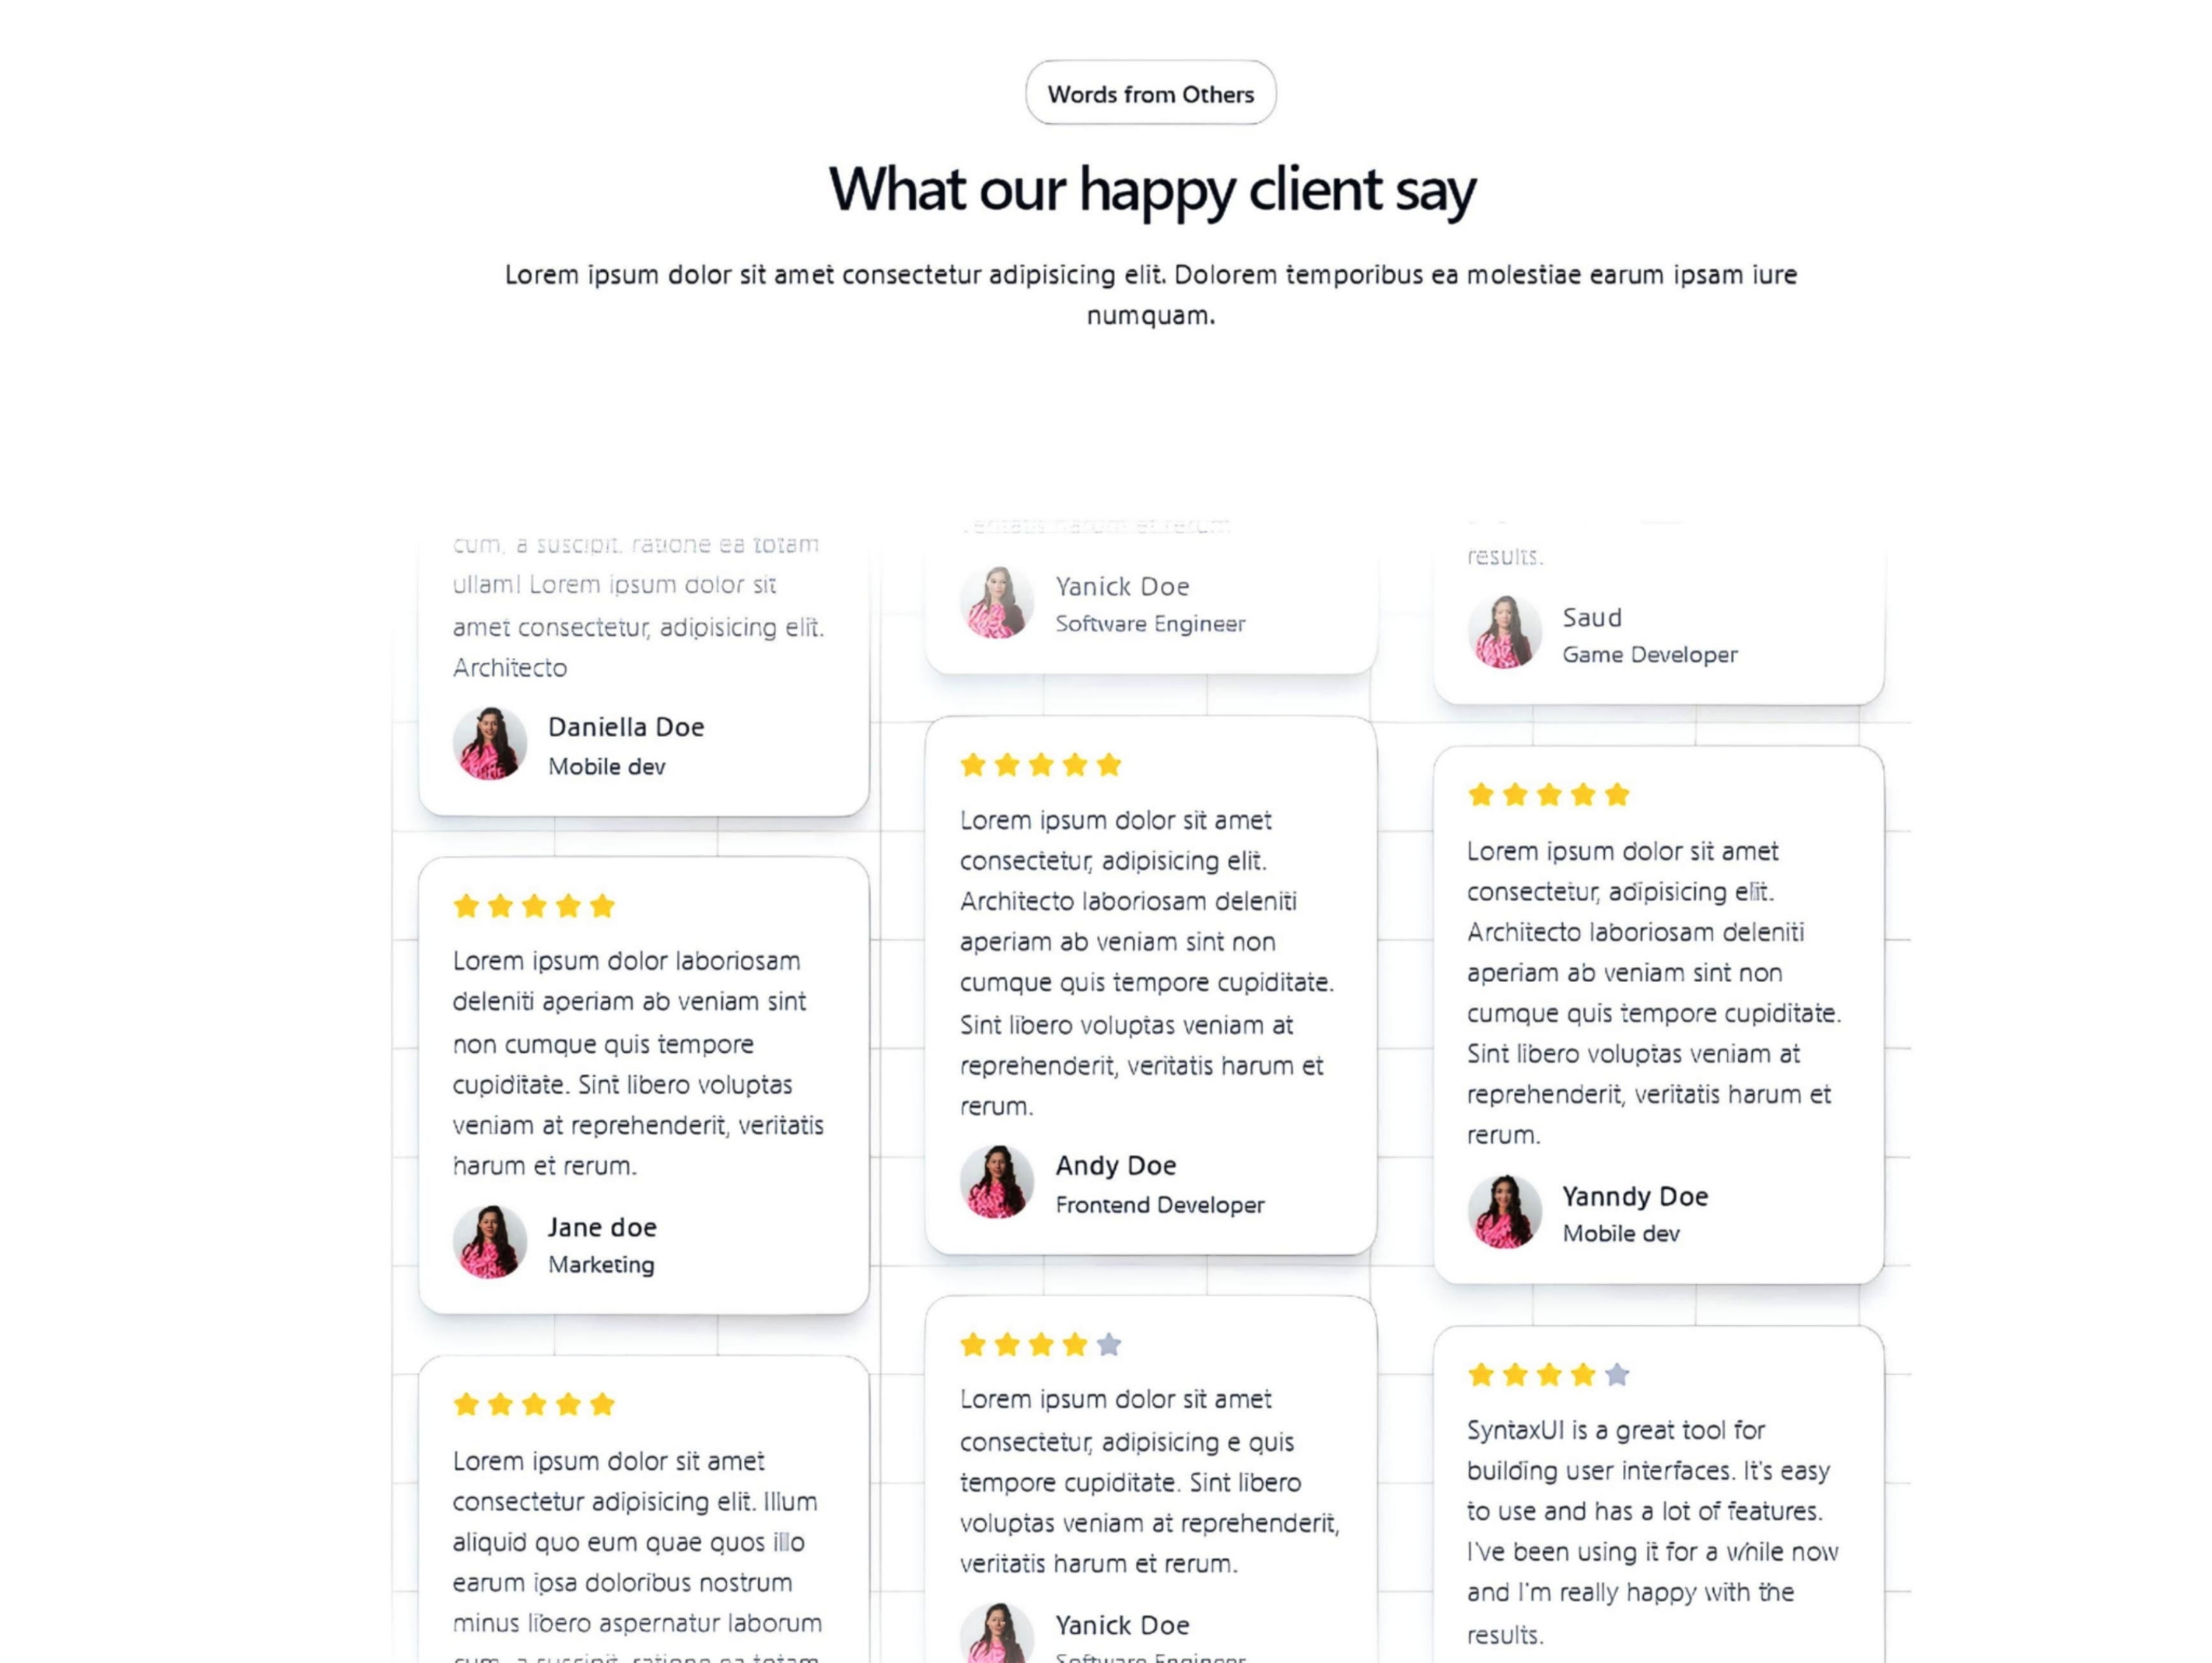 Words from Others
What our happy client say
Lorem ipsum dolor sit amet consectetur adipisicing elit. Dolorem temporibus ea molestiae earum ipsam iure
numquam.
cum, a suscipit, ratione ea totam
ullam! Lorem ipsum dolor sit
amet consectetur, adipisicing elit.
Architecto
Daniella Doe
Mobile dev
Lorem ipsum dolor laboriosam
deleniti aperiam ab veniam sint
non cumque quis tempore
cupiditate. Sint libero voluptas
veniam at reprehenderit, veritatis
harum et rerum.
Jane doe
Marketing
Lorem ipsum dolor sit amet
consectetur adipisicing elit. Illum
aliquid quo eum quae quos illo
earum ipsa doloribus nostrum
minus libero aspernatur laborum
cum, a suscipit, ratione ea totam
veritatis harum et rerum
Yanick Doe
Software Engineer
Lorem ipsum dolor sit amet
consectetur, adipisicing elit.
Architecto laboriosam deleniti
aperiam ab veniam sint non
cumque quis tempore cupiditate.
Sint libero voluptas veniam at
reprehenderit, veritatis harum et
rerum.
Andy Doe
Frontend Developer
Lorem ipsum dolor sit amet
consectetur, adipisicing e quis
tempore cupiditate. Sint libero
voluptas veniam at reprehenderit,
veritatis harum et rerum.
Yanick Doe
Software Engineer
results.
Saud
Game Developer
Lorem ipsum dolor sit amet
consectetur, adipisicing elit.
Architecto laboriosam deleniti
aperiam ab veniam sint non
cumque quis tempore cupiditate.
Sint libero voluptas veniam at
reprehenderit, veritatis harum et
rerum.
Yanndy Doe
Mobile dev
SyntaxUI is a great tool for
building user interfaces. It's easy
to use and has a lot of features.
I've been using it for a while now
and I'm really happy with the
results.